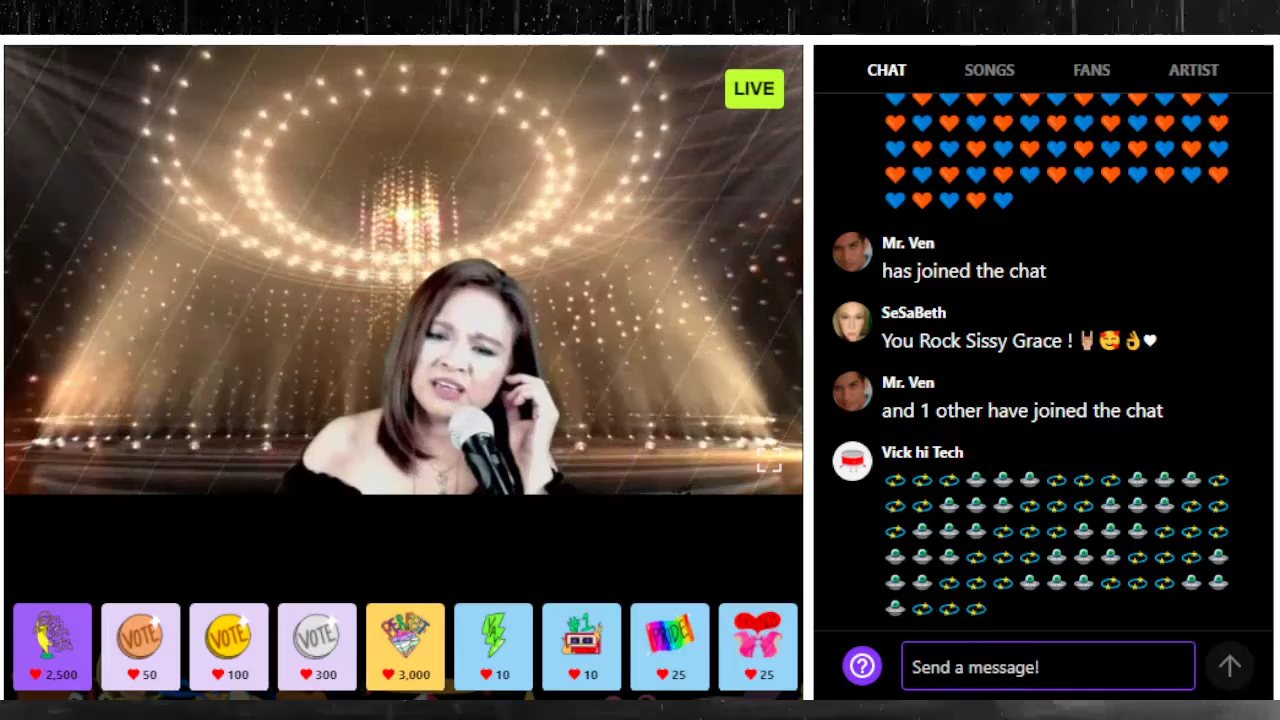 LIVE
CHAT SONGS FANS ARTIST
Mr. Ven
has joined the chat
SeSaBeth
You Rock Sissy Grace ! 🤘🥰👌🤍
Mr. Ven
and 1 other have joined the chat
Vick hi Tech
VOTE
VOTE
VOTE
PERFECT
#1
PRIDE
2,500
50
100
300
3,000
10
10
25
25
Send a message!